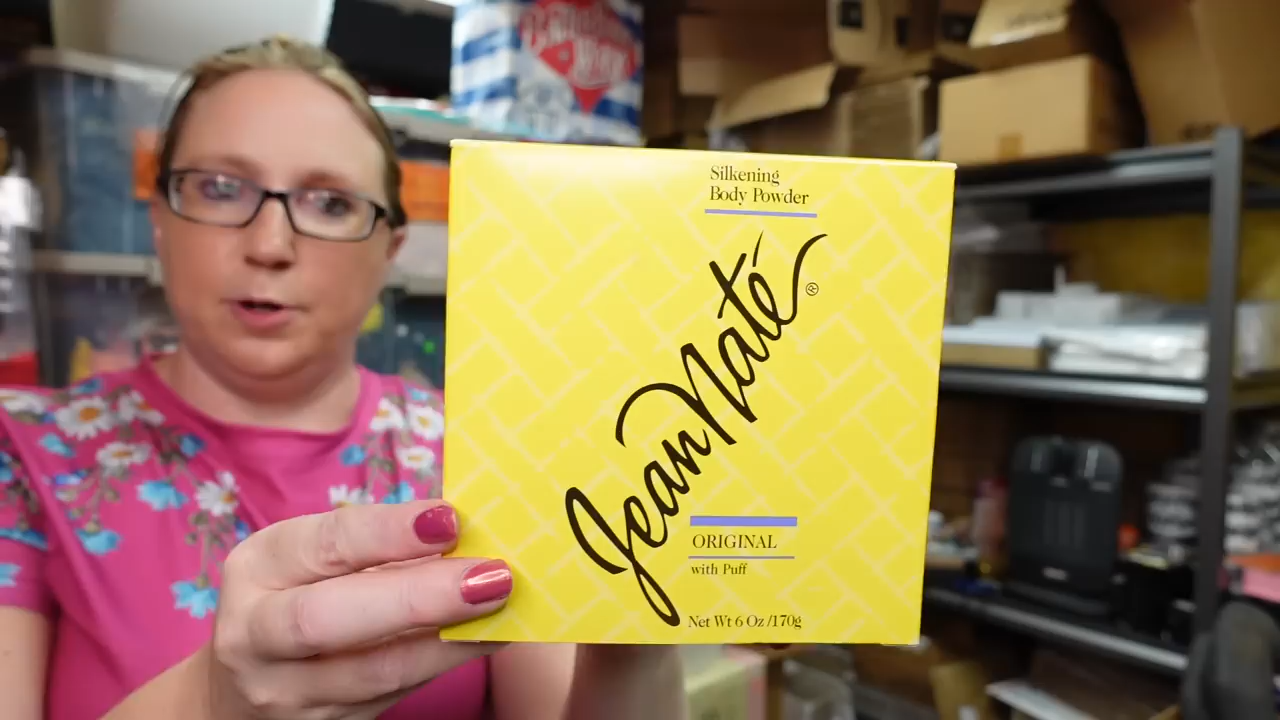 Silkening
Body Powder
Jean Naté®
ORIGINAL
with Puff
Net Wt 6 Oz /170g